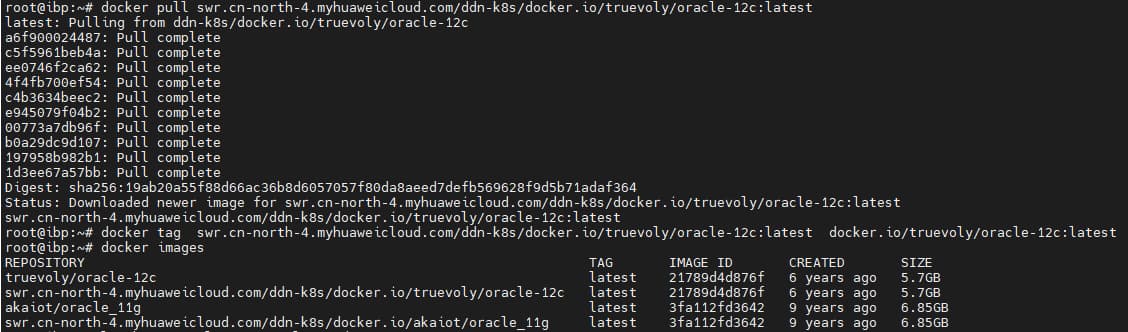 root@ibp:~# docker pull swr.cn-north-4.myhuaweicloud.com/ddn-k8s/docker.io/truevoly/oracle-12c:latest
latest: Pulling from ddn-k8s/docker.io/truevoly/oracle-12c
a6f900024487: Pull complete
c5f5961beb4a: Pull complete
ee0746f2ca62: Pull complete
4f4fb700ef54: Pull complete
c4b3634beec2: Pull complete
e945079f04b2: Pull complete
00773a7db96f: Pull complete
b0a29dc9d107: Pull complete
197958b982b1: Pull complete
1d3ee67a57bb: Pull complete
Digest: sha256:19ab20a55f88d66ac36b8d6057057f80da8aeed7defb569628f9d5b71adaf364
Status: Downloaded newer image for swr.cn-north-4.myhuaweicloud.com/ddn-k8s/docker.io/truevoly/oracle-12c:latest
swr.cn-north-4.myhuaweicloud.com/ddn-k8s/docker.io/truevoly/oracle-12c:latest
root@ibp:~# docker tag  swr.cn-north-4.myhuaweicloud.com/ddn-k8s/docker.io/truevoly/oracle-12c:latest  docker.io/truevoly/oracle-12c:latest
root@ibp:~# docker images
REPOSITORY TAG IMAGE ID CREATED SIZE
truevoly/oracle-12c latest 21789d4d876f 6 years ago 5.7GB
swr.cn-north-4.myhuaweicloud.com/ddn-k8s/docker.io/truevoly/oracle-12c latest 21789d4d876f 6 years ago 5.7GB
akaiot/oracle_11g latest 3fa112fd3642 9 years ago 6.85GB
swr.cn-north-4.myhuaweicloud.com/ddn-k8s/docker.io/akaiot/oracle_11g latest 3fa112fd3642 9 years ago 6.85GB